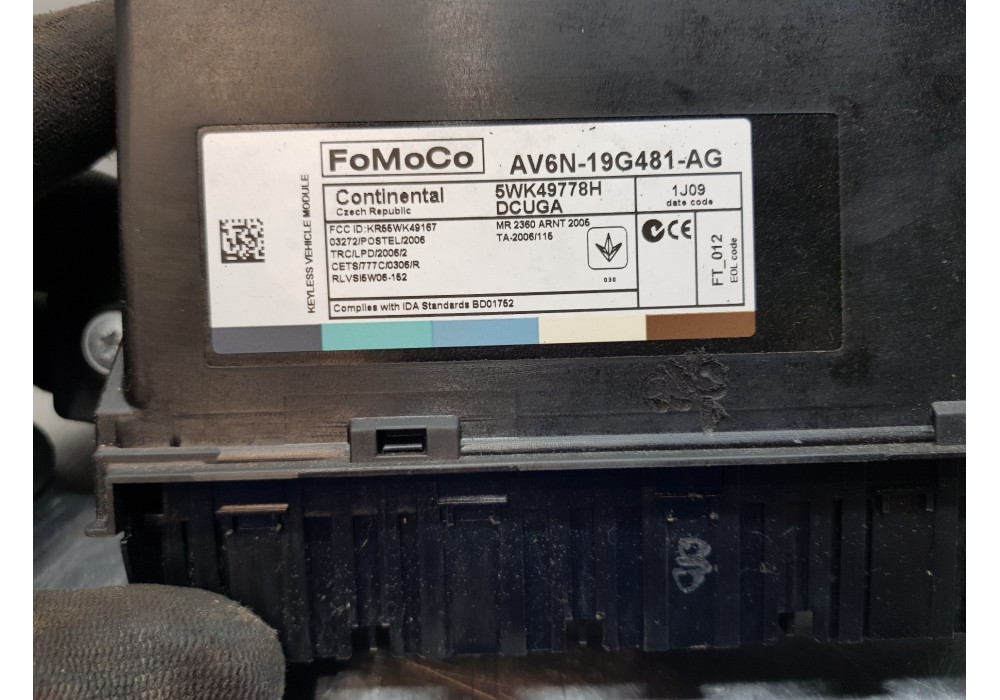 FoMoCo
AV6N-19G481-AG
KEYLESS VEHICLE MODULE
Continental
Czech Republic
5WK49778H
DCUGA
1J09
date code
FCC ID:KR55WK49167
03272/POSTEL/2006
TRC/LPD/2006/2
CETS/777C/0306/R
RLVSI5W06-152
MR 2360 ARNT 2006
TA-2006/115
030
CE
FT_012
EOL code
Complies with IDA Standards BD01752